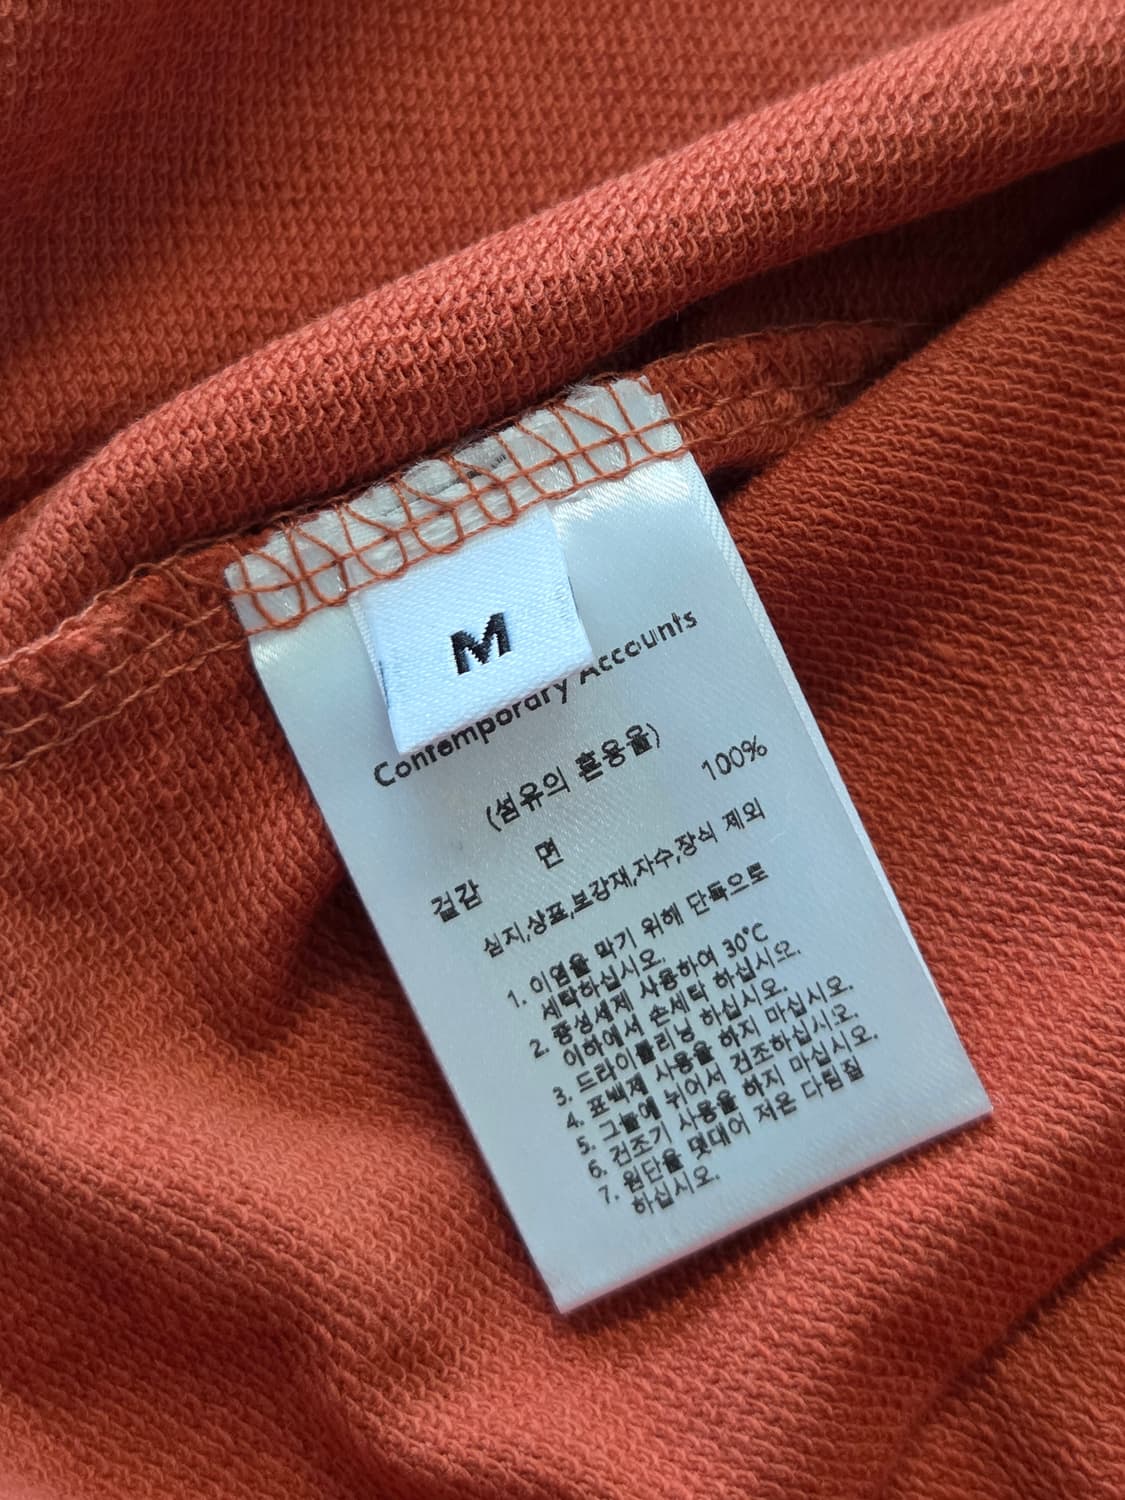 M
Contemporary Accounts
(섬유의 혼용율)
겉감 면 100%
심지,상표,보강재,자수,장식 제외
1. 이염을 막기 위해 단독으로
세탁하십시오.
2. 중성세제 사용하여 30°C
이하에서 손세탁 하십시오.
3. 드라이클리닝 하십시오.
4. 표백제 사용을 하지 마십시오.
5. 그늘에 뉘어서 건조하십시오.
6. 건조기 사용을 하지 마십시오.
7. 원단을 덧대어 저온 다림질
하십시오.